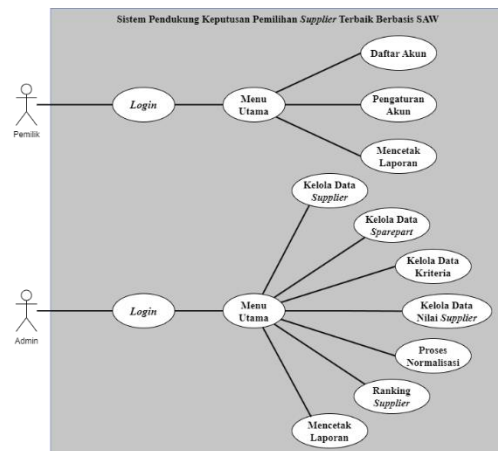 Sistem Pendukung Keputusan Pemilihan Supplier Terbaik Berbasis SAW
Daftar Akun
Pemilik
Login
Menu
Utama
Pengaturan
Akun
Mencetak
Laporan
Kelola Data
Supplier
Kelola Data
Sparepart
Kelola Data
Kriteria
Admin
Login
Menu
Utama
Kelola Data
Nilai Supplier
Proses
Normalisasi
Ranking
Supplier
Mencetak
Laporan